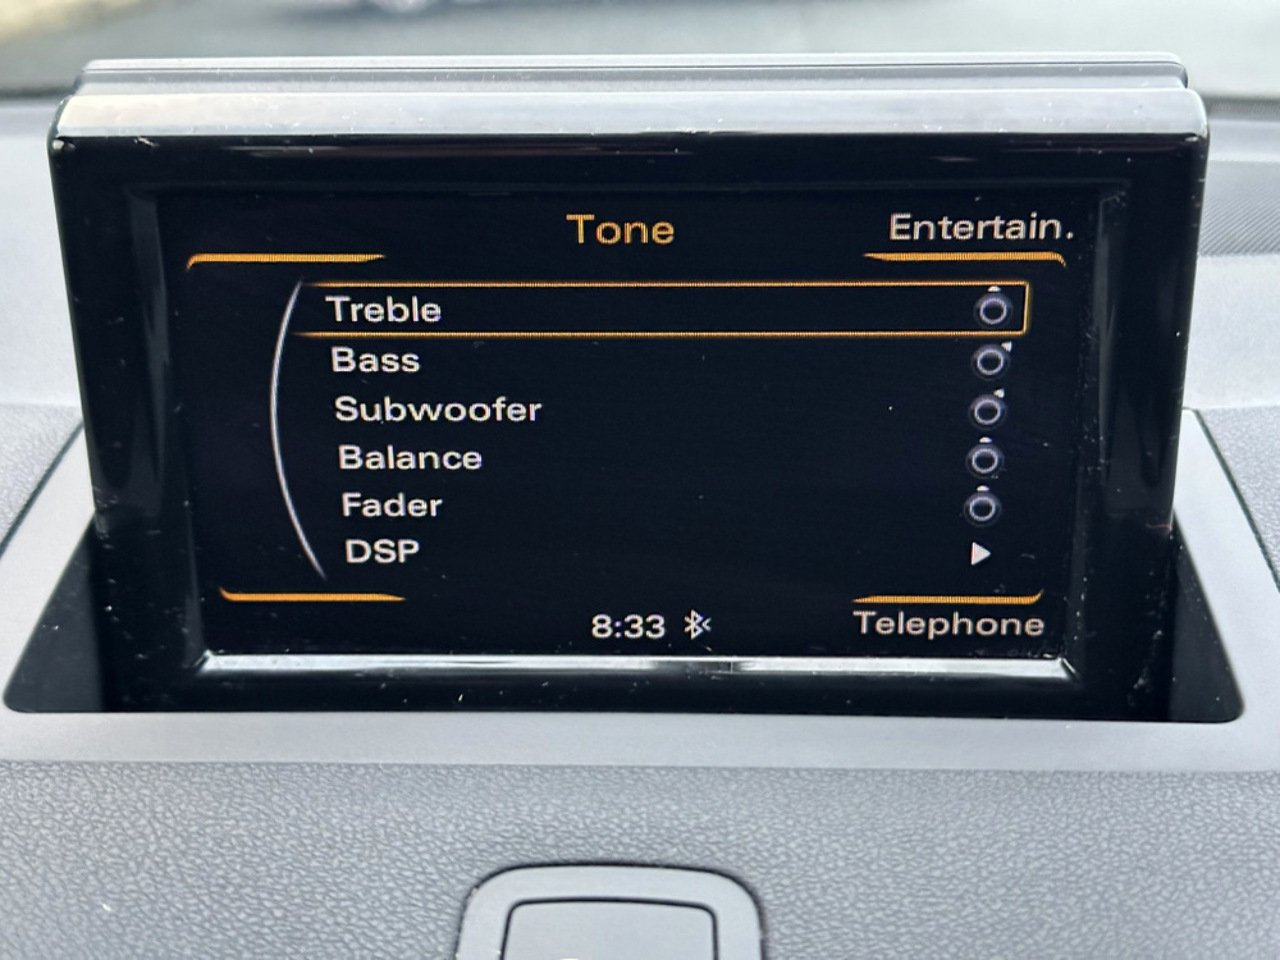 Tone
Entertain.
Treble
Bass
Subwoofer
Balance
Fader
DSP
8:33
Telephone